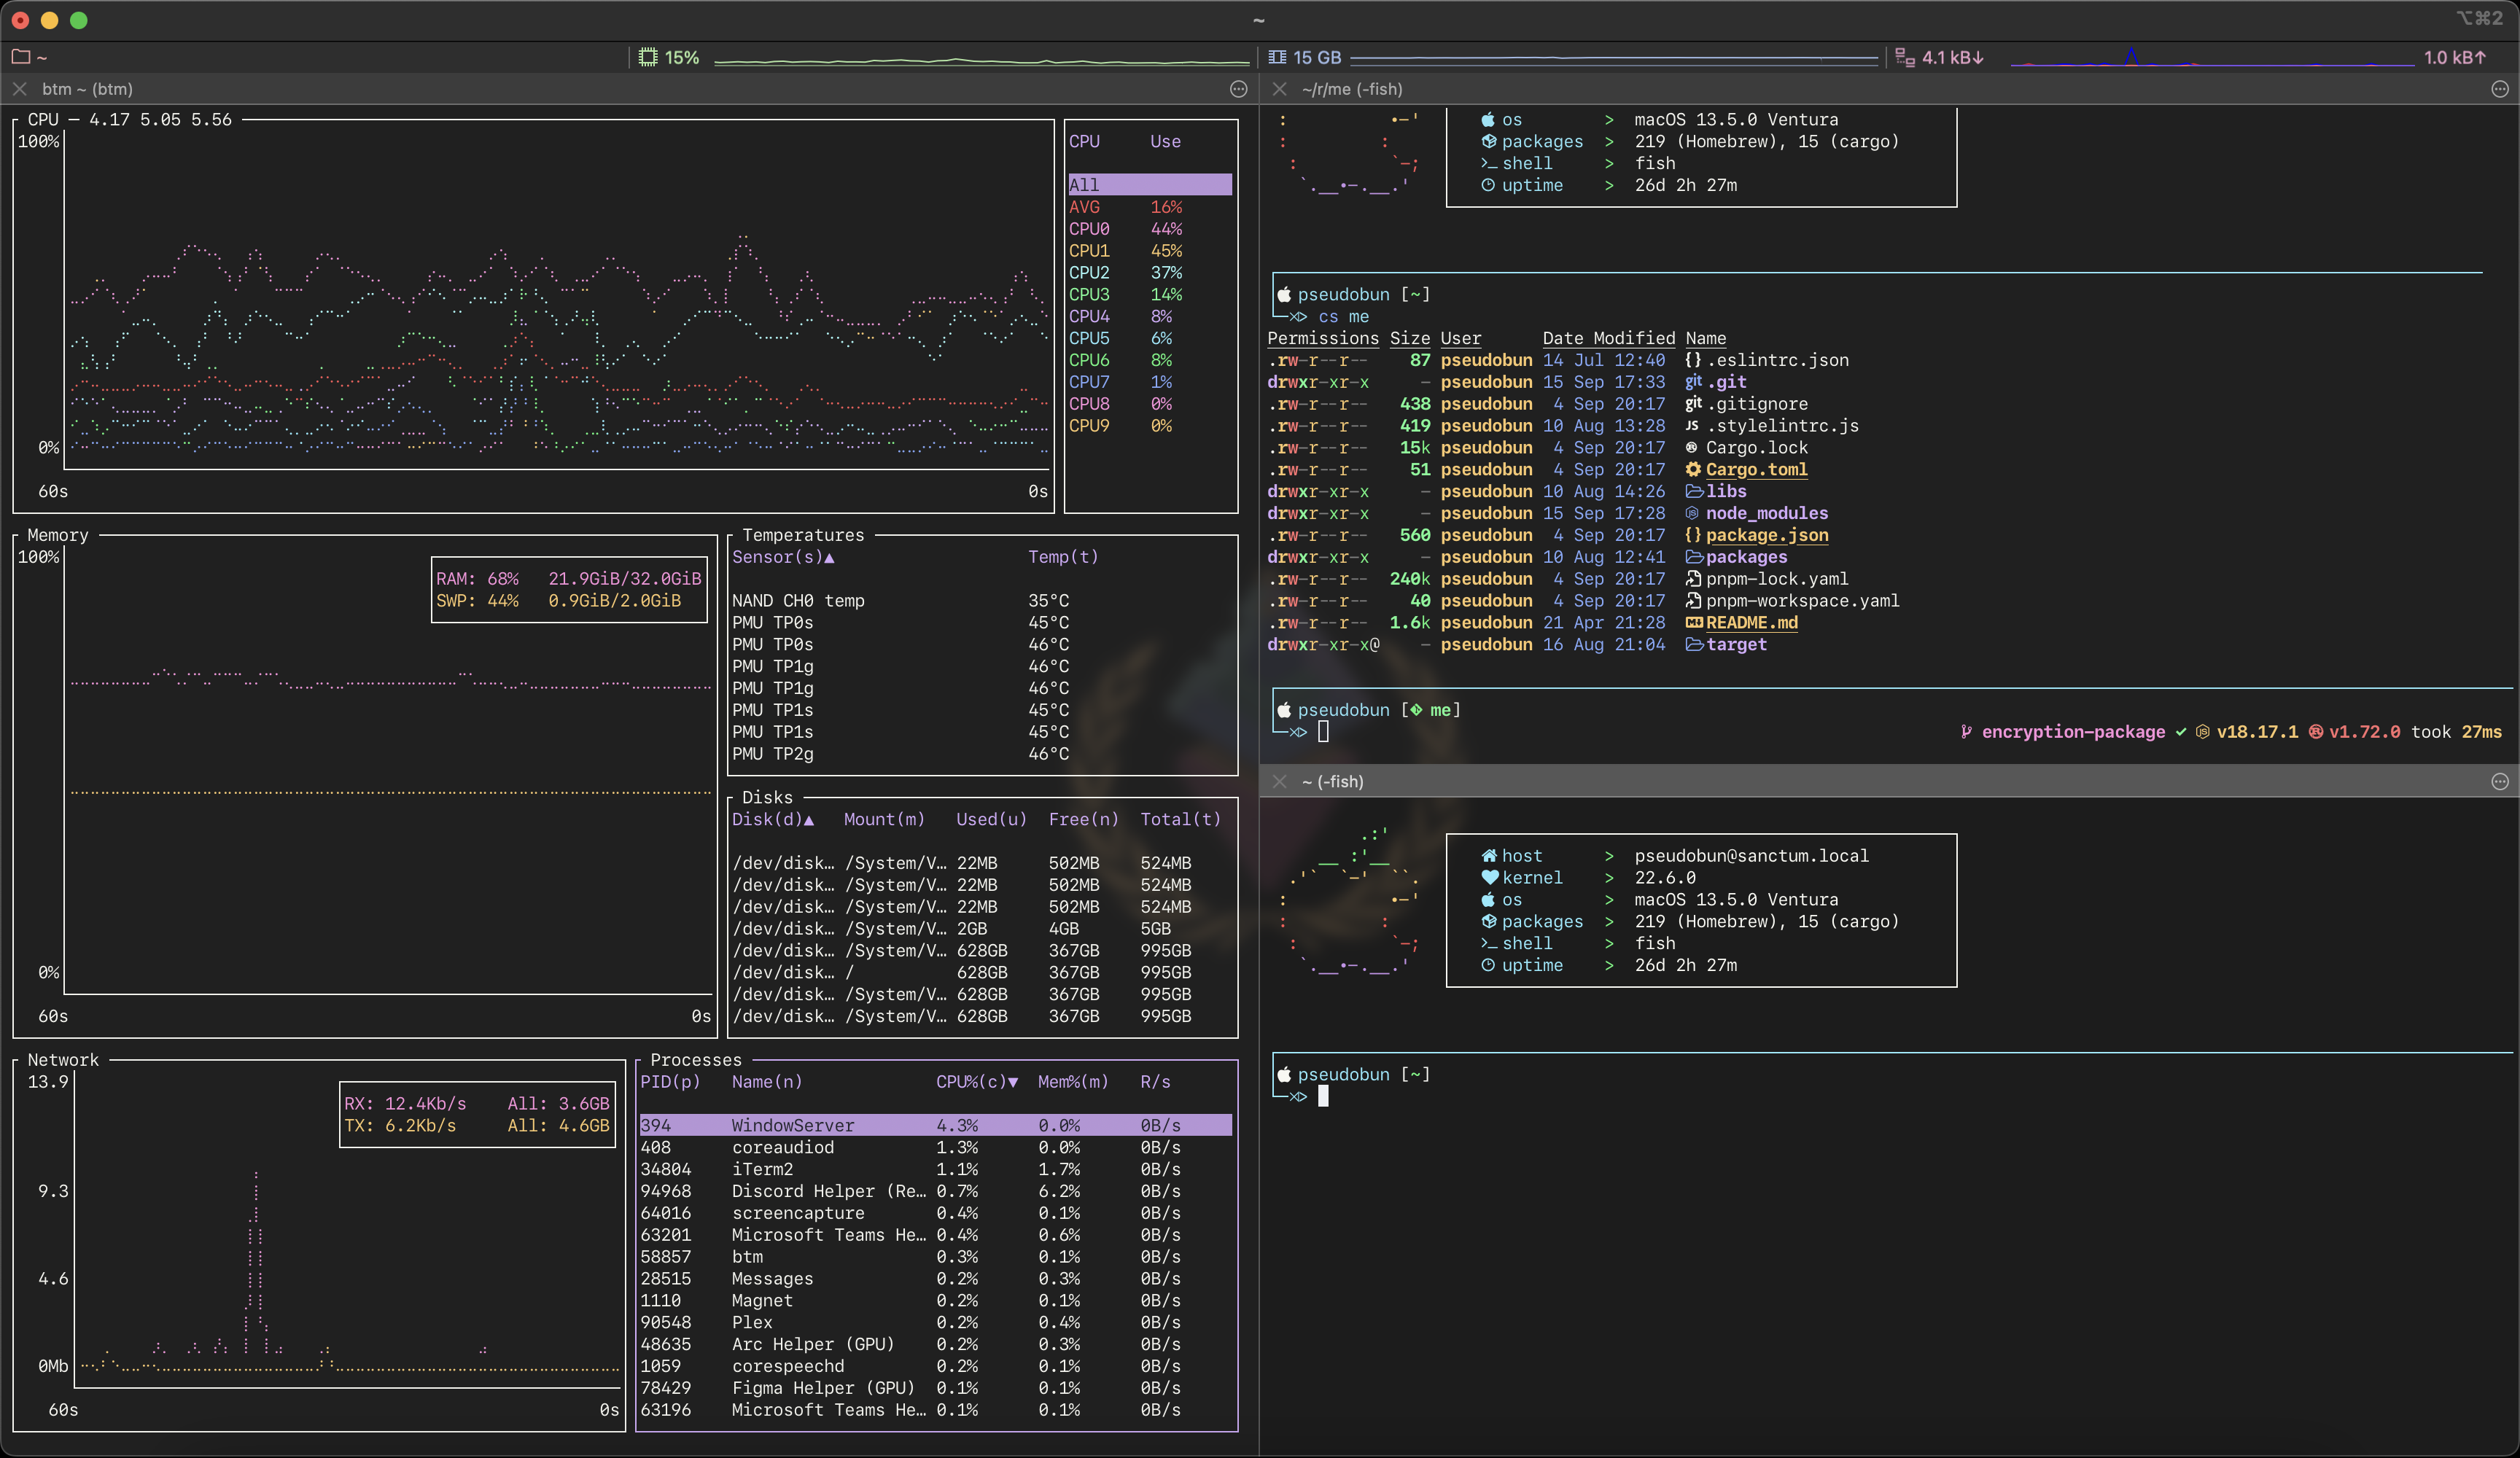 ~
⌥⌘2
~
15%
15 GB
4.1 kB↓
1.0 kB↑
btm ~ (btm)
CPU — 4.17 5.05 5.56
100%
0%
60s 0s
CPU Use
All
AVG 16%
CPU0 44%
CPU1 45%
CPU2 37%
CPU3 14%
CPU4 8%
CPU5 6%
CPU6 8%
CPU7 1%
CPU8 0%
CPU9 0%
Memory
100%
RAM: 68% 21.9GiB/32.0GiB
SWP: 44% 0.9GiB/2.0GiB
0%
60s 0s
Temperatures
Sensor(s)▲ Temp(t)
NAND CH0 temp 35°C
PMU TP0s 45°C
PMU TP0s 46°C
PMU TP1g 46°C
PMU TP1g 46°C
PMU TP1s 45°C
PMU TP1s 45°C
PMU TP2g 46°C
Disks
Disk(d)▲ Mount(m) Used(u) Free(n) Total(t)
/dev/disk… /System/V… 22MB 502MB 524MB
/dev/disk… /System/V… 22MB 502MB 524MB
/dev/disk… /System/V… 22MB 502MB 524MB
/dev/disk… /System/V… 2GB 4GB 5GB
/dev/disk… /System/V… 628GB 367GB 995GB
/dev/disk… / 628GB 367GB 995GB
/dev/disk… /System/V… 628GB 367GB 995GB
/dev/disk… /System/V… 628GB 367GB 995GB
Network
13.9
RX: 12.4Kb/s All: 3.6GB
TX: 6.2Kb/s All: 4.6GB
9.3
4.6
0Mb
60s 0s
Processes
PID(p) Name(n) CPU%(c)▼ Mem%(m) R/s
394 WindowServer 4.3% 0.0% 0B/s
408 coreaudiod 1.3% 0.0% 0B/s
34804 iTerm2 1.1% 1.7% 0B/s
94968 Discord Helper (Re… 0.7% 6.2% 0B/s
64016 screencapture 0.4% 0.1% 0B/s
63201 Microsoft Teams He… 0.4% 0.6% 0B/s
58857 btm 0.3% 0.1% 0B/s
28515 Messages 0.2% 0.3% 0B/s
1110 Magnet 0.2% 0.1% 0B/s
90548 Plex 0.2% 0.4% 0B/s
48635 Arc Helper (GPU) 0.2% 0.3% 0B/s
1059 corespeechd 0.2% 0.1% 0B/s
78429 Figma Helper (GPU) 0.1% 0.1% 0B/s
63196 Microsoft Teams He… 0.1% 0.1% 0B/s
~/r/me (-fish)
os > macOS 13.5.0 Ventura
packages > 219 (Homebrew), 15 (cargo)
shell > fish
uptime > 26d 2h 27m
pseudobun [~]
cs me
Permissions Size User Date Modified Name
.rw-r--r-- 87 pseudobun 14 Jul 12:40 {} .eslintrc.json
drwxr-xr-x - pseudobun 15 Sep 17:33 git .git
.rw-r--r-- 438 pseudobun 4 Sep 20:17 git .gitignore
.rw-r--r-- 419 pseudobun 10 Aug 13:28 JS .stylelintrc.js
.rw-r--r-- 15k pseudobun 4 Sep 20:17 Cargo.lock
.rw-r--r-- 51 pseudobun 4 Sep 20:17 Cargo.toml
drwxr-xr-x - pseudobun 10 Aug 14:26 libs
drwxr-xr-x - pseudobun 15 Sep 17:28 node_modules
.rw-r--r-- 560 pseudobun 4 Sep 20:17 {} package.json
drwxr-xr-x - pseudobun 10 Aug 12:41 packages
.rw-r--r-- 240k pseudobun 4 Sep 20:17 pnpm-lock.yaml
.rw-r--r-- 40 pseudobun 4 Sep 20:17 pnpm-workspace.yaml
.rw-r--r-- 1.6k pseudobun 21 Apr 21:28 README.md
drwxr-xr-x@ - pseudobun 16 Aug 21:04 target
pseudobun [ me]
encryption-package ✓ v18.17.1 v1.72.0 took 27ms
~ (-fish)
host > pseudobun@sanctum.local
kernel > 22.6.0
os > macOS 13.5.0 Ventura
packages > 219 (Homebrew), 15 (cargo)
shell > fish
uptime > 26d 2h 27m
pseudobun [~]